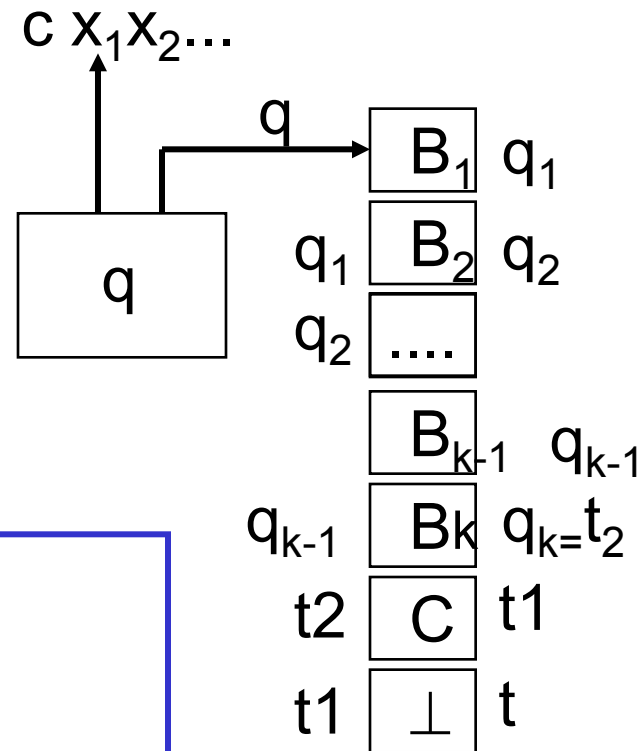 c x₁x₂...
q
B₁ q₁
q
q₁ B₂ q₂
q₂ ....
Bₖ₋₁ qₖ₋₁
qₖ₋₁ Bk qₖ₌t₂
t2 C t1
t1 ⊥ t